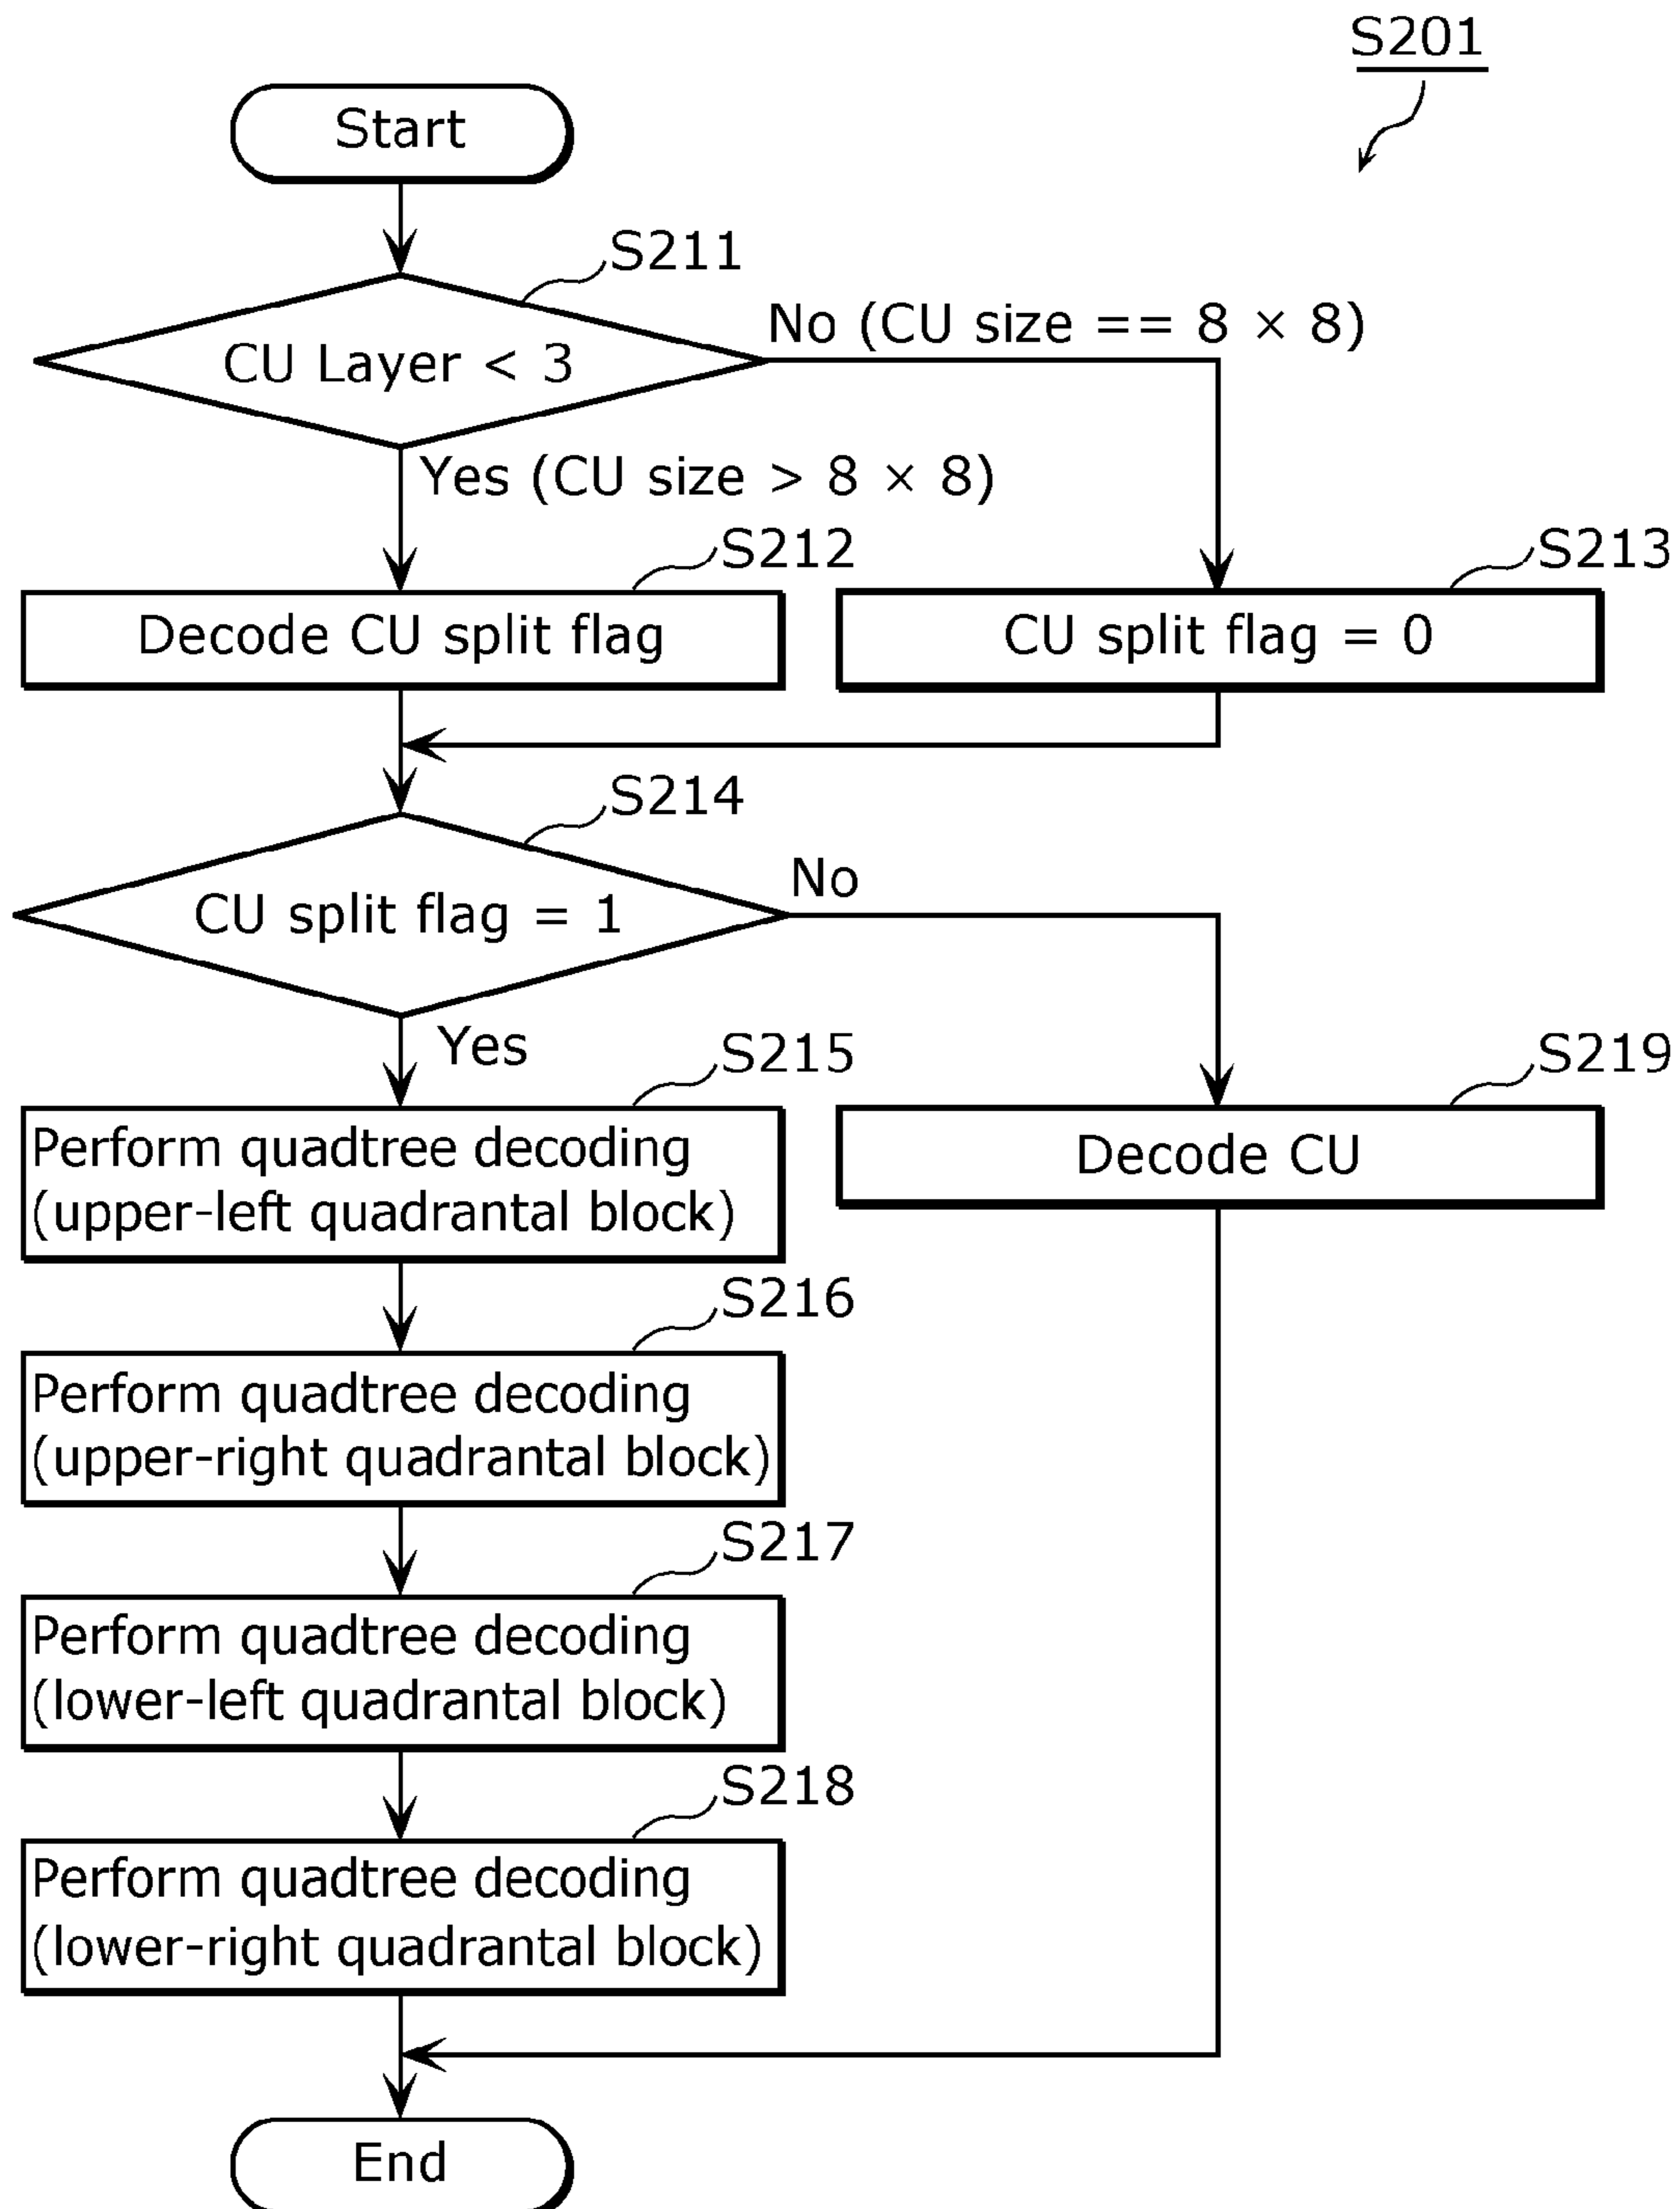 S201
Start
S211
CU Layer < 3
No (CU size == 8 × 8)
Yes (CU size > 8 × 8)
S212
Decode CU split flag
S213
CU split flag = 0
S214
CU split flag = 1
No
Yes
S215
Perform quadtree decoding
(upper-left quadrantal block)
S219
Decode CU
S216
Perform quadtree decoding
(upper-right quadrantal block)
S217
Perform quadtree decoding
(lower-left quadrantal block)
S218
Perform quadtree decoding
(lower-right quadrantal block)
End